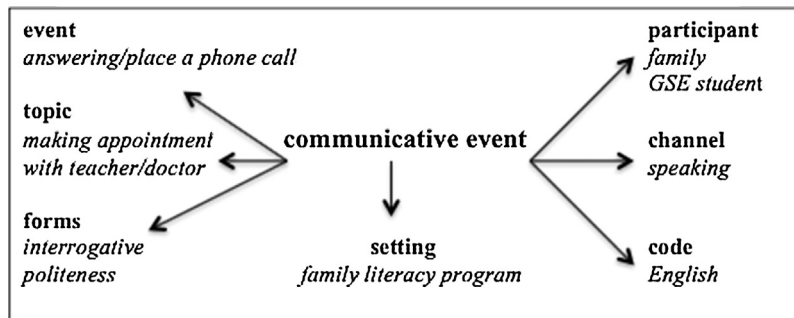 event
answering/place a phone call
topic
making appointment
with teacher/doctor
forms
interrogative
politeness
communicative event
setting
family literacy program
participant
family
GSE student
channel
speaking
code
English